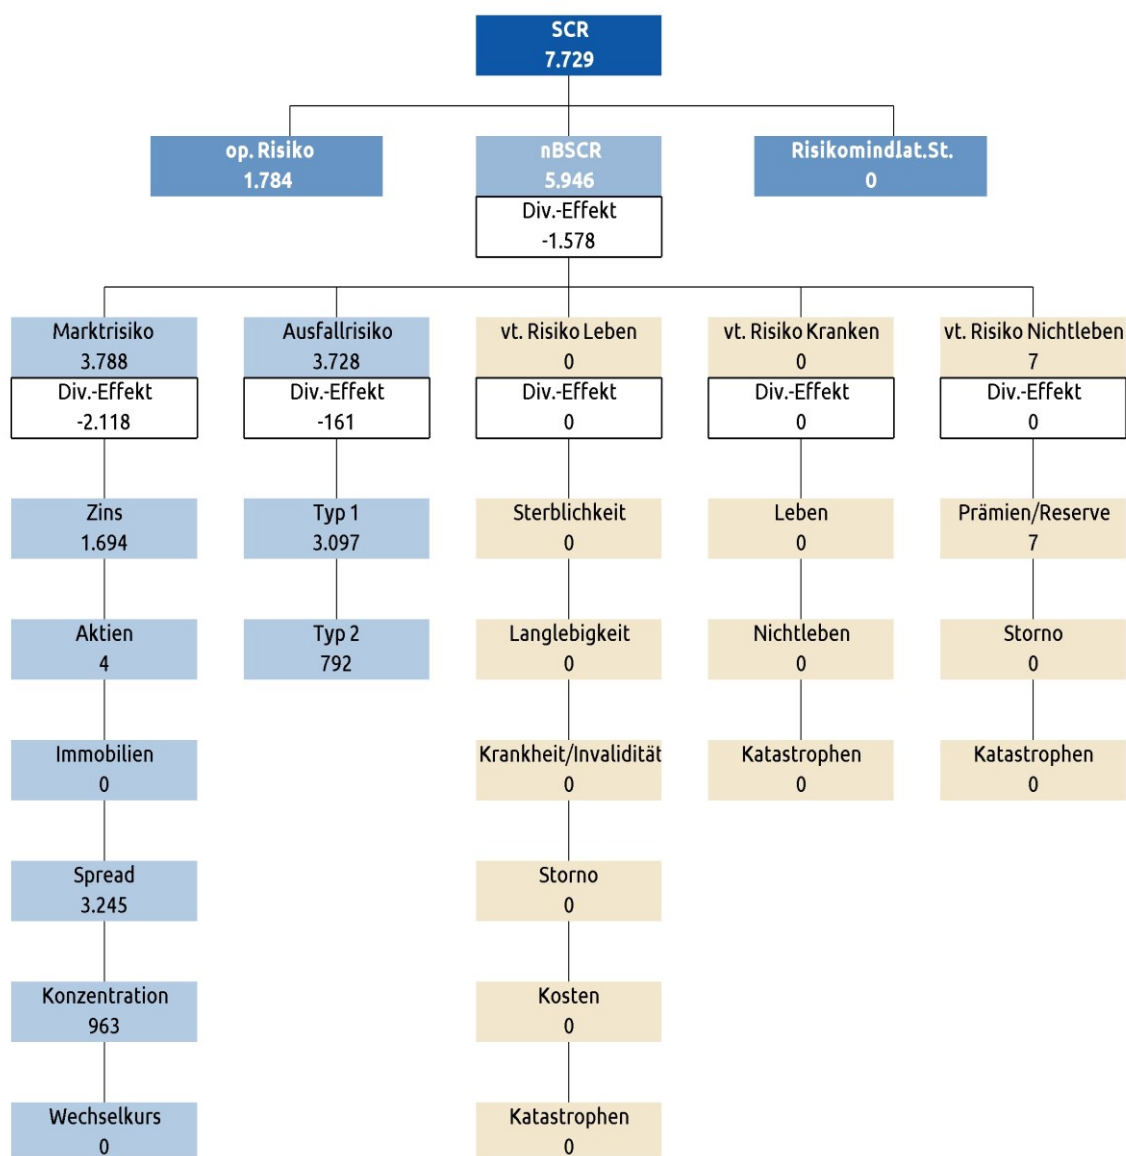 SCR
7.729
op. Risiko
1.784
nBSCR
5.946
Div.-Effekt
-1.578
Risikomind.lat.St.
0
Marktrisiko
3.788
Div.-Effekt
-2.118
Zins
1.694
Aktien
4
Immobilien
0
Spread
3.245
Konzentration
963
Wechselkurs
0
Ausfallrisiko
3.728
Div.-Effekt
-161
Typ 1
3.097
Typ 2
792
vt. Risiko Leben
0
Div.-Effekt
0
Sterblichkeit
0
Langlebigkeit
0
Krankheit/Invalidität
0
Storno
0
Kosten
0
Katastrophen
0
vt. Risiko Kranken
0
Div.-Effekt
0
Leben
0
Nichtleben
0
Katastrophen
0
vt. Risiko Nichtleben
7
Div.-Effekt
0
Prämien/Reserve
7
Storno
0
Katastrophen
0